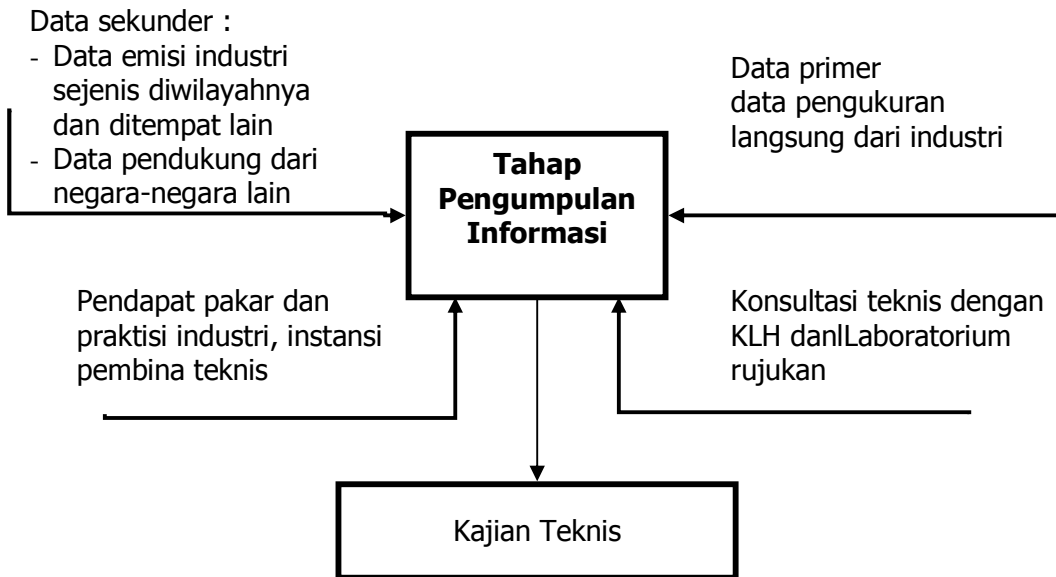 Data sekunder :
- Data emisi industri
sejenis diwilayahnya
dan ditempat lain
- Data pendukung dari
negara-negara lain
Data primer
data pengukuran
langsung dari industri
Tahap
Pengumpulan
Informasi
Pendapat pakar dan
praktisi industri, instansi
pembina teknis
Konsultasi teknis dengan
KLH danlLaboratorium
rujukan
Kajian Teknis